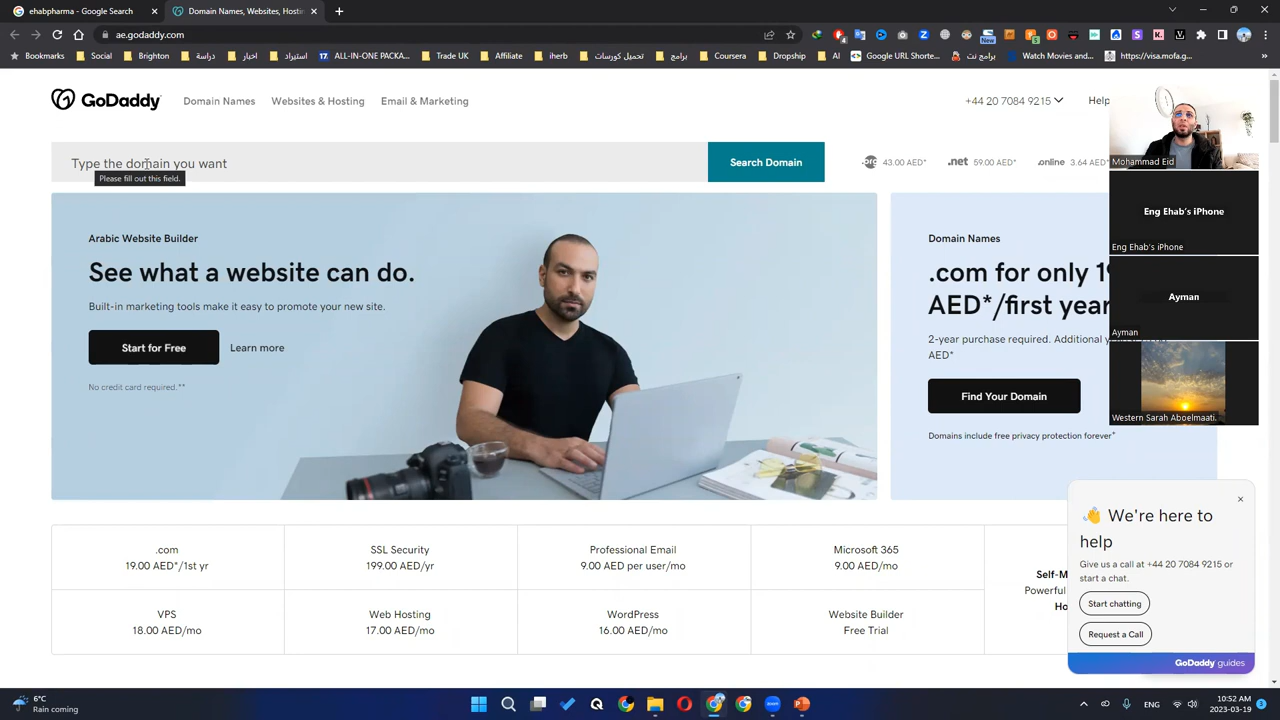 ehabpharma - Google Search
Domain Names, Websites, Hostin
ae.godaddy.com
Bookmarks
Social
Brighton
دراسة
اخبار
استيراد
ALL-IN-ONE PACKA...
Trade UK
Affiliate
iherb
تحميل كورسات
برامج
Coursera
Dropping
AI
Google URL Shorte...
برامج نت
Watch Movies and...
https://visa.mofa.g...
GoDaddy
Domain Names
Websites & Hosting
Email & Marketing
+44 20 7084 9215
Help
Type the domain you want
Please fill out this field.
Search Domain
.org 43.00 AED*
.net 59.00 AED*
.online 3.64 AED*
Arabic Website Builder
See what a website can do.
Built-in marketing tools make it easy to promote your new site.
Start for Free
Learn more
No credit card required.**
Domain Names
.com for only 1
AED*/first year
2-year purchase required. Additional
AED*
Find Your Domain
Domains include free privacy protection forever*
Mohammad Eid
Eng Ehab's iPhone
Eng Ehab's iPhone
Ayman
Ayman
Western Sarah Aboelmaati.
.com
19.00 AED*/1st yr
SSL Security
199.00 AED/yr
Professional Email
9.00 AED per user/mo
Microsoft 365
9.00 AED/mo
Self-M
Powerful
Ho
VPS
18.00 AED/mo
Web Hosting
17.00 AED/mo
WordPress
16.00 AED/mo
Website Builder
Free Trial
👋 We're here to
help
Give us a call at +44 20 7084 9215 or
start a chat.
Start chatting
Request a Call
GoDaddy guides
6°C
Rain coming
ENG
10:52 AM
2023-03-19